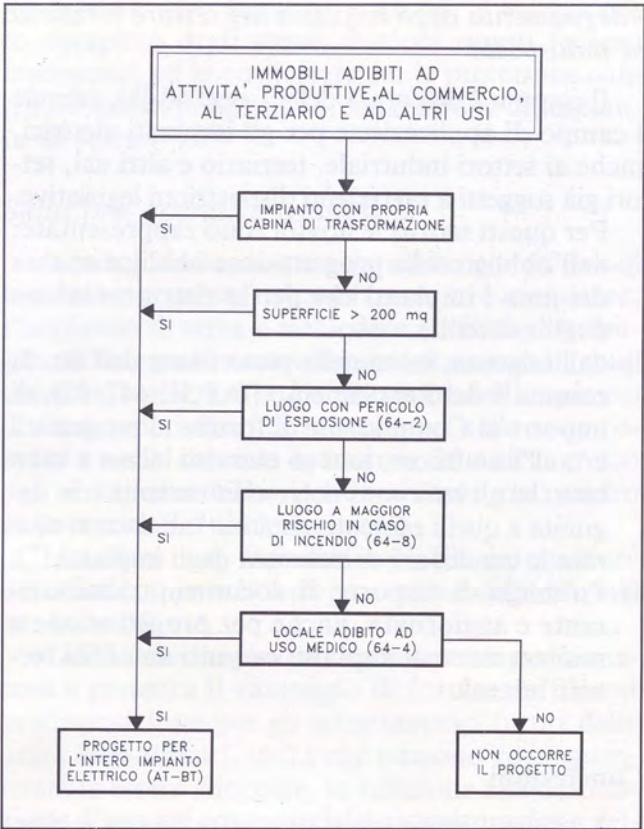 IMMOBILI ADIBITI AD
ATTIVITA' PRODUTTIVE, AL COMMERCIO,
AL TERZIARIO E AD ALTRI USI
IMPIANTO CON PROPRIA
CABINA DI TRASFORMAZIONE
SI
NO
SUPERFICIE > 200 mq
SI
NO
LUOGO CON PERICOLO
DI ESPLOSIONE (64-2)
SI
NO
LUOGO A MAGGIOR
RISCHIO IN CASO
DI INCENDIO (64-8)
SI
NO
LOCALE ADIBITO AD
USO MEDICO (64-4)
SI
NO
PROGETTO PER
L'INTERO IMPIANTO
ELETTRICO (AT-BT)
NON OCCORRE
IL PROGETTO